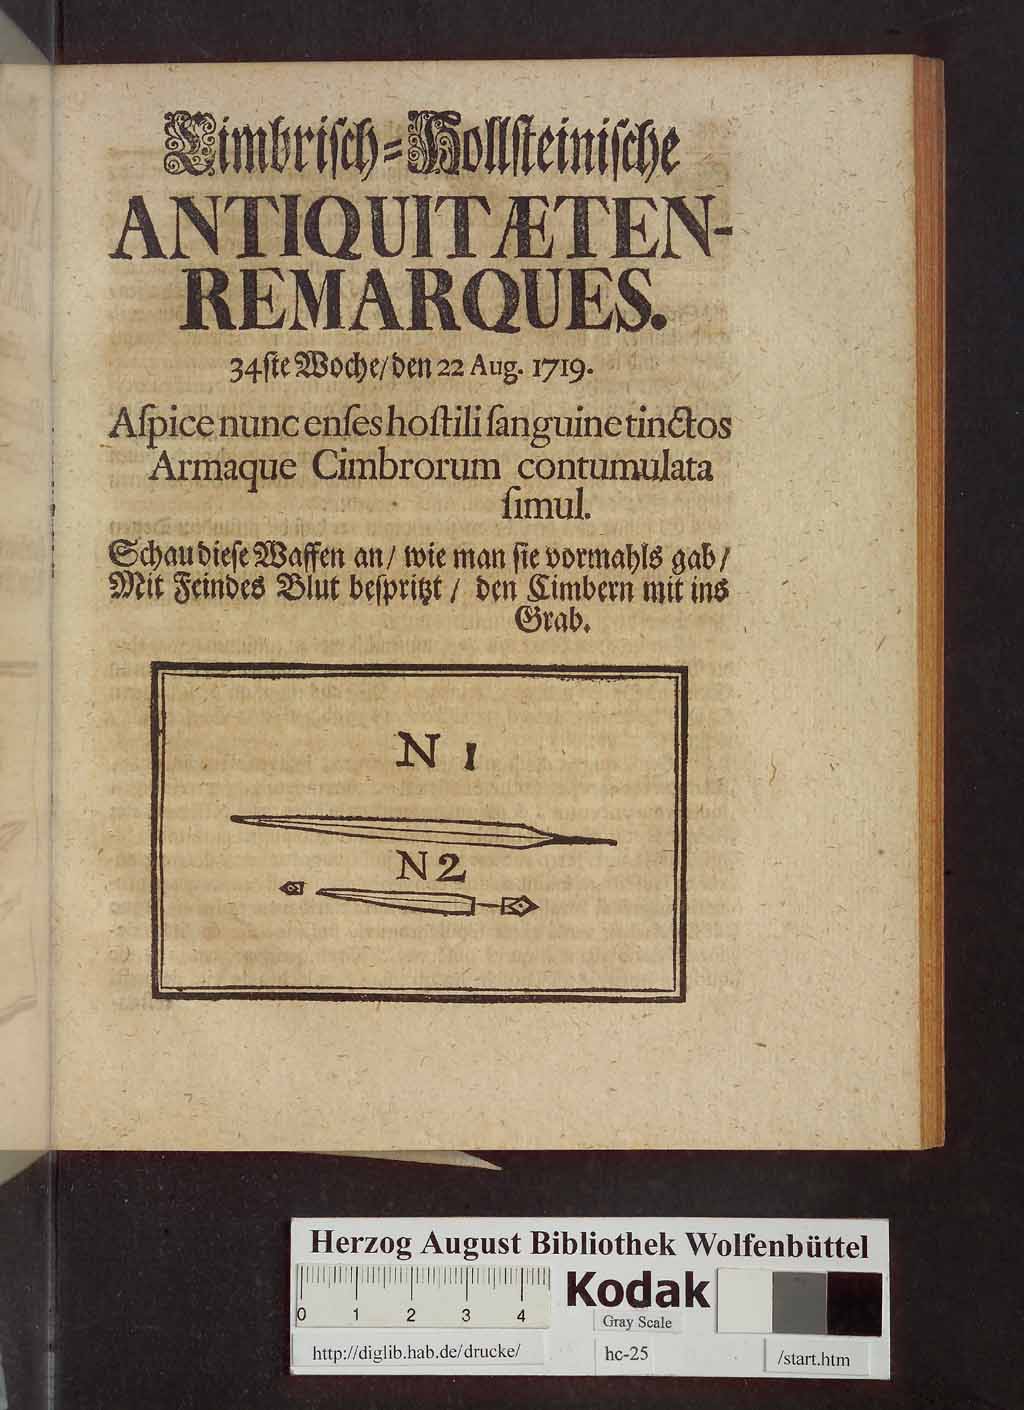 Cimbrisch-Hollsteinische
ANTIQUITÆTEN-
REMARQUES.
34ſte Woche/ den 22 Aug. 1719.
Aſpice nunc enſes hoſtili ſanguine tinctos
Armaque Cimbrorum contumulata
ſimul.
Schau dieſe Waffen an/ wie man ſie vormahls gab/
Mit Feindes Blut beſpritzt/ den Cimbern mit ins
Grab.
N 1
N 2
Herzog August Bibliothek Wolfenbüttel
0 1 2 3 4
Kodak
Gray Scale
http://diglib.hab.de/drucke/
hc-25
/start.htm